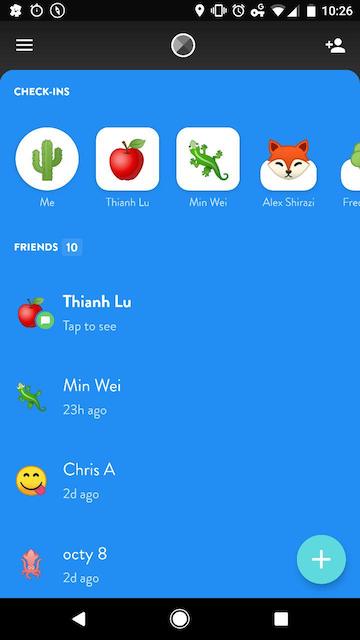 10:26
CHECK-INS
Me
Thianh Lu
Min Wei
Alex Shirazi
FRIENDS 10
Thianh Lu
Tap to see
Min Wei
23h ago
Chris A
2d ago
octy 8
2d ago